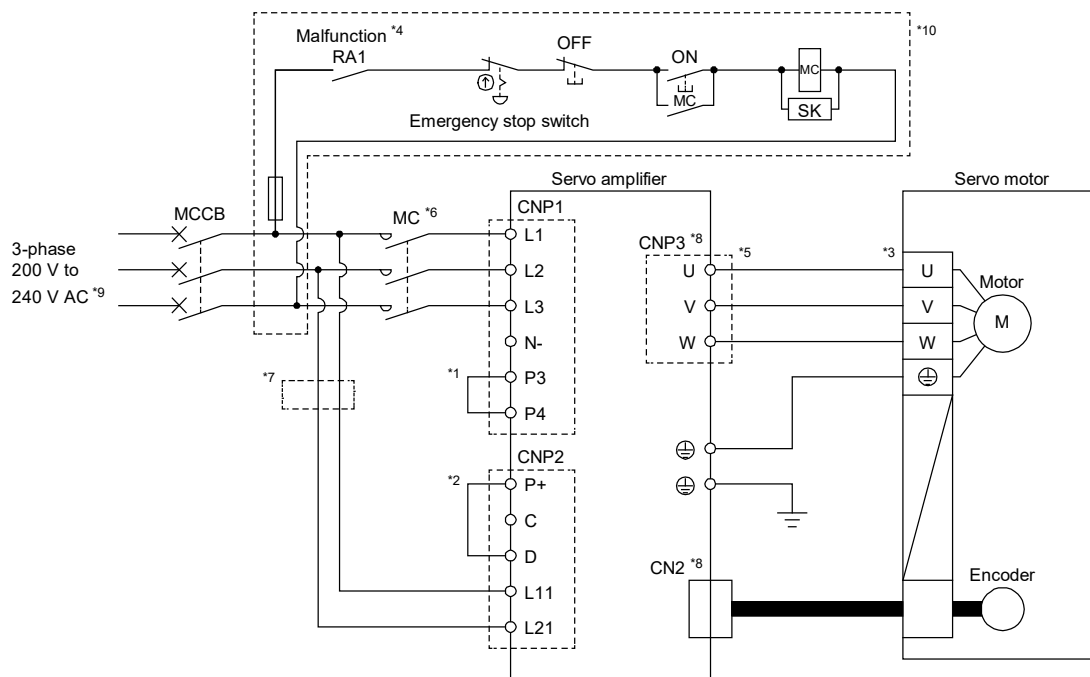 Malfunction *4
RA1
OFF
ON
MC
MC
SK
*10
Emergency stop switch
Servo amplifier
Servo motor
MCCB
MC *6
CNP1
3-phase
200 V to
240 V AC *9
L1
L2
L3
N-
*1
P3
P4
*7
CNP3 *8
*5
*3
U
V
W
U
V
W
Motor
M
CNP2
*2
P+
C
D
L11
L21
CN2 *8
Encoder